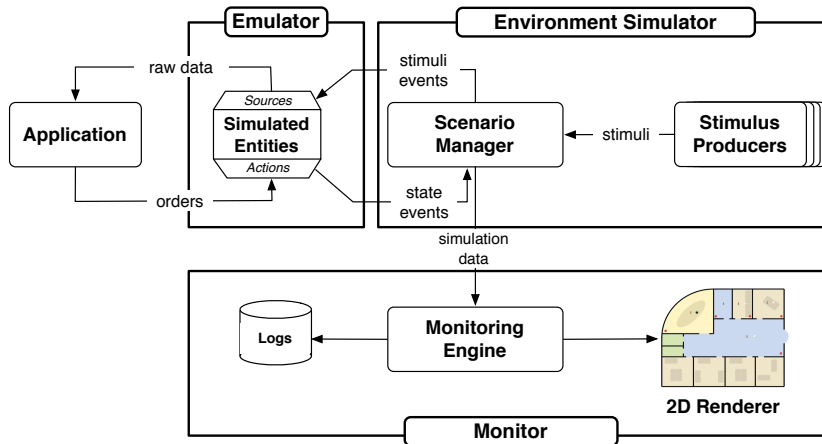 Emulator
Environment Simulator
raw data
stimuli
events
Sources
Application
Simulated
Entities
Scenario
Manager
stimuli
Stimulus
Producers
Actions
orders
state
events
simulation
data
Logs
Monitoring
Engine
2D Renderer
Monitor